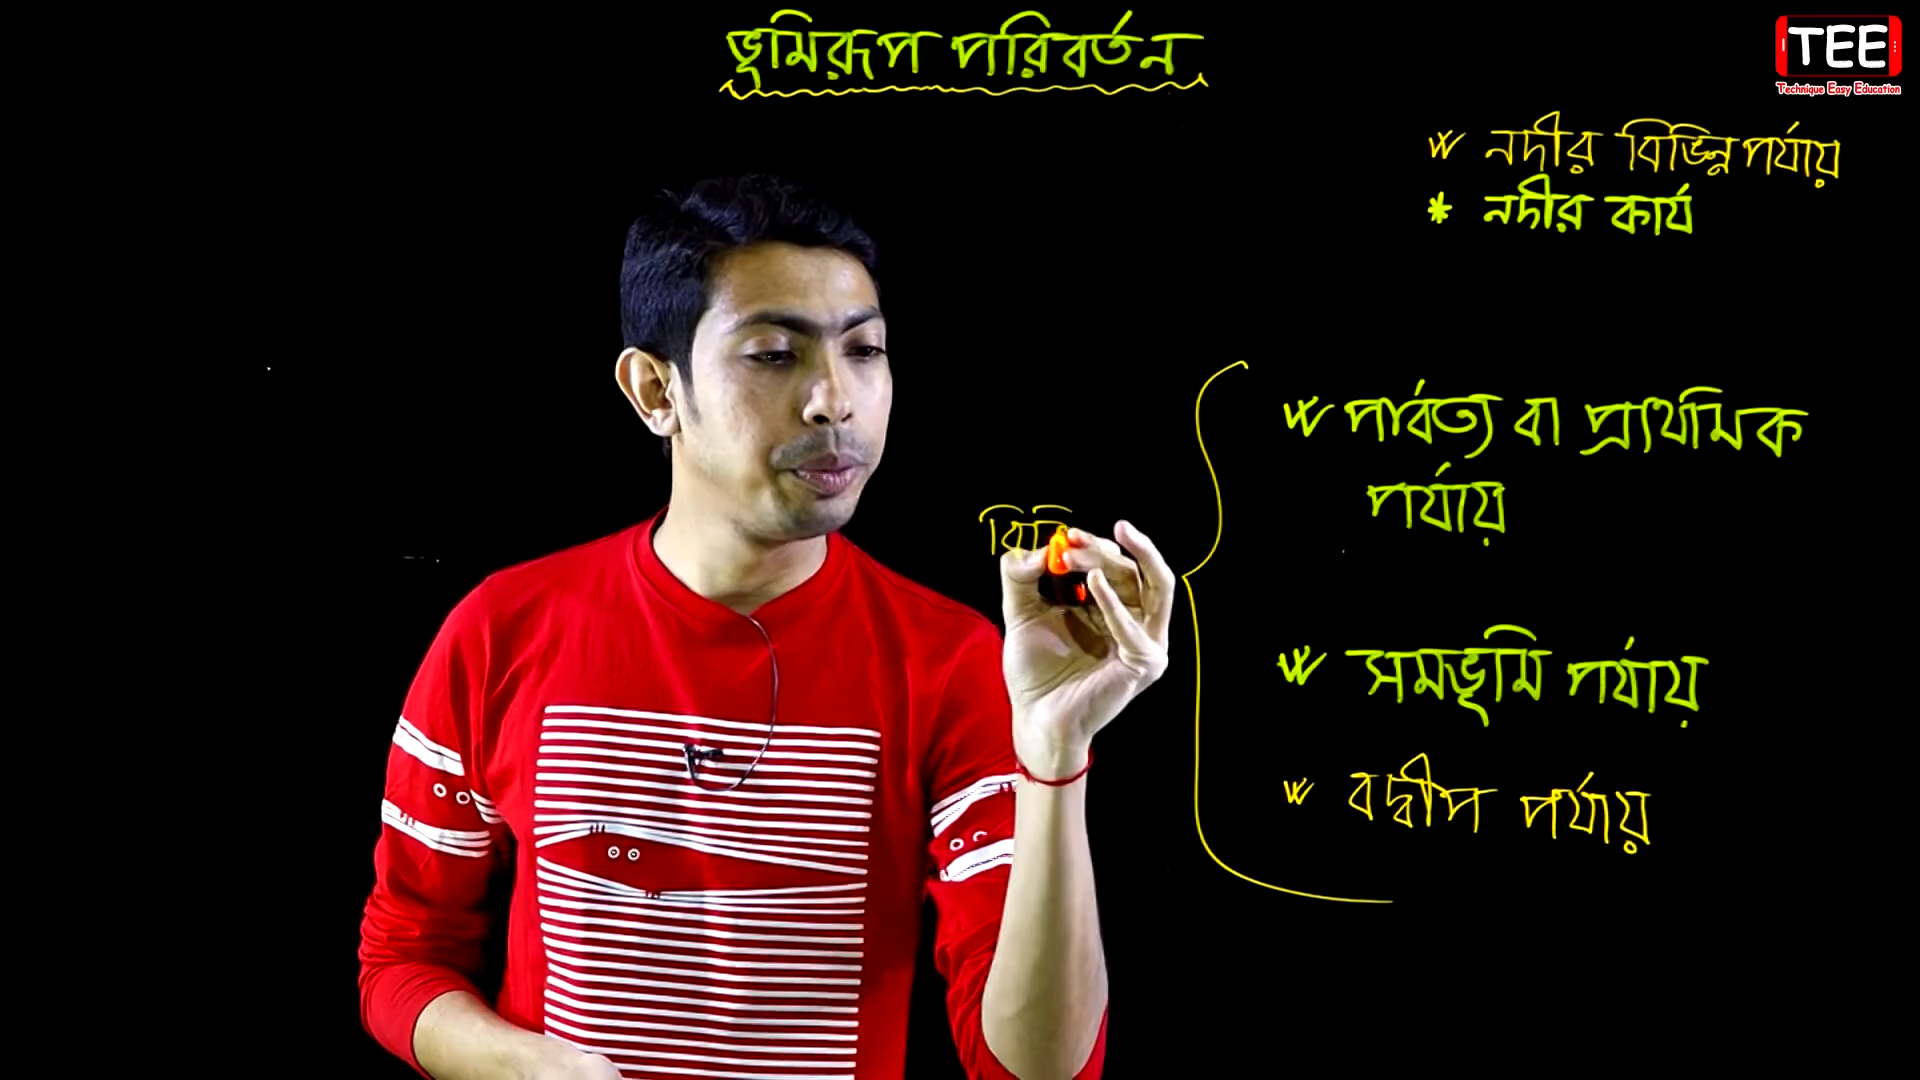 ভূমিরূপ পরিবর্তন
TEE
Technique Easy Education
নদীর বিভিন্ন পর্যায়
* নদীর কার্য
পার্বত্য বা প্রাথমিক
পর্যায়
সমভূমি পর্যায়
বদ্বীপ পর্যায়